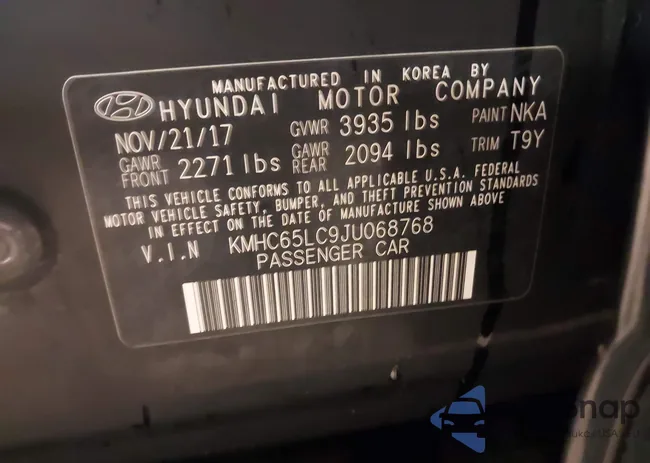 MANUFACTURED IN KOREA BY
HYUNDAI MOTOR COMPANY
NOV/21/17 GVWR 3935 lbs PAINT NKA
GAWR FRONT 2271 lbs GAWR REAR 2094 lbs TRIM T9Y
THIS VEHICLE CONFORMS TO ALL APPLICABLE U.S.A. FEDERAL
MOTOR VEHICLE SAFETY, BUMPER, AND THEFT PREVENTION STANDARDS
IN EFFECT ON THE DATE OF MANUFACTURE SHOWN ABOVE
V.I.N KMHC65LC9JU068768
PASSENGER CAR